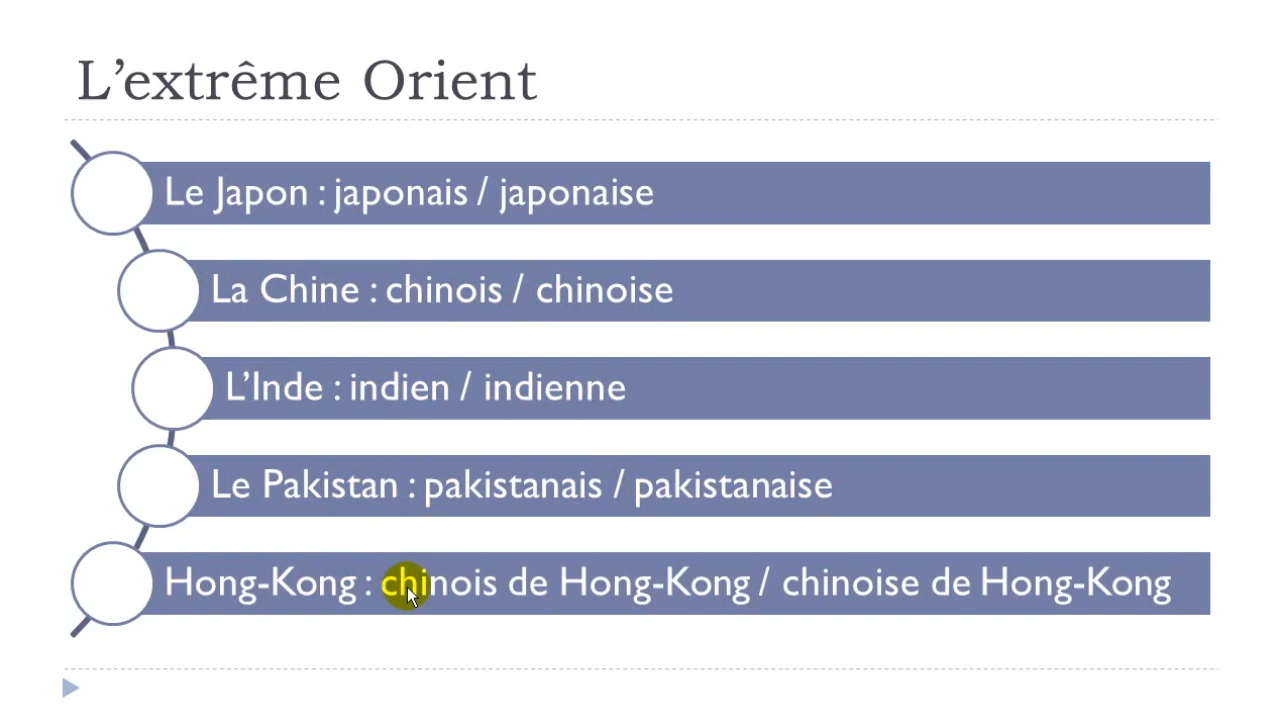 L’extrême Orient
Le Japon : japonais / japonaise
La Chine : chinois / chinoise
L’Inde : indien / indienne
Le Pakistan : pakistanais / pakistanaise
Hong-Kong : chinois de Hong-Kong / chinoise de Hong-Kong